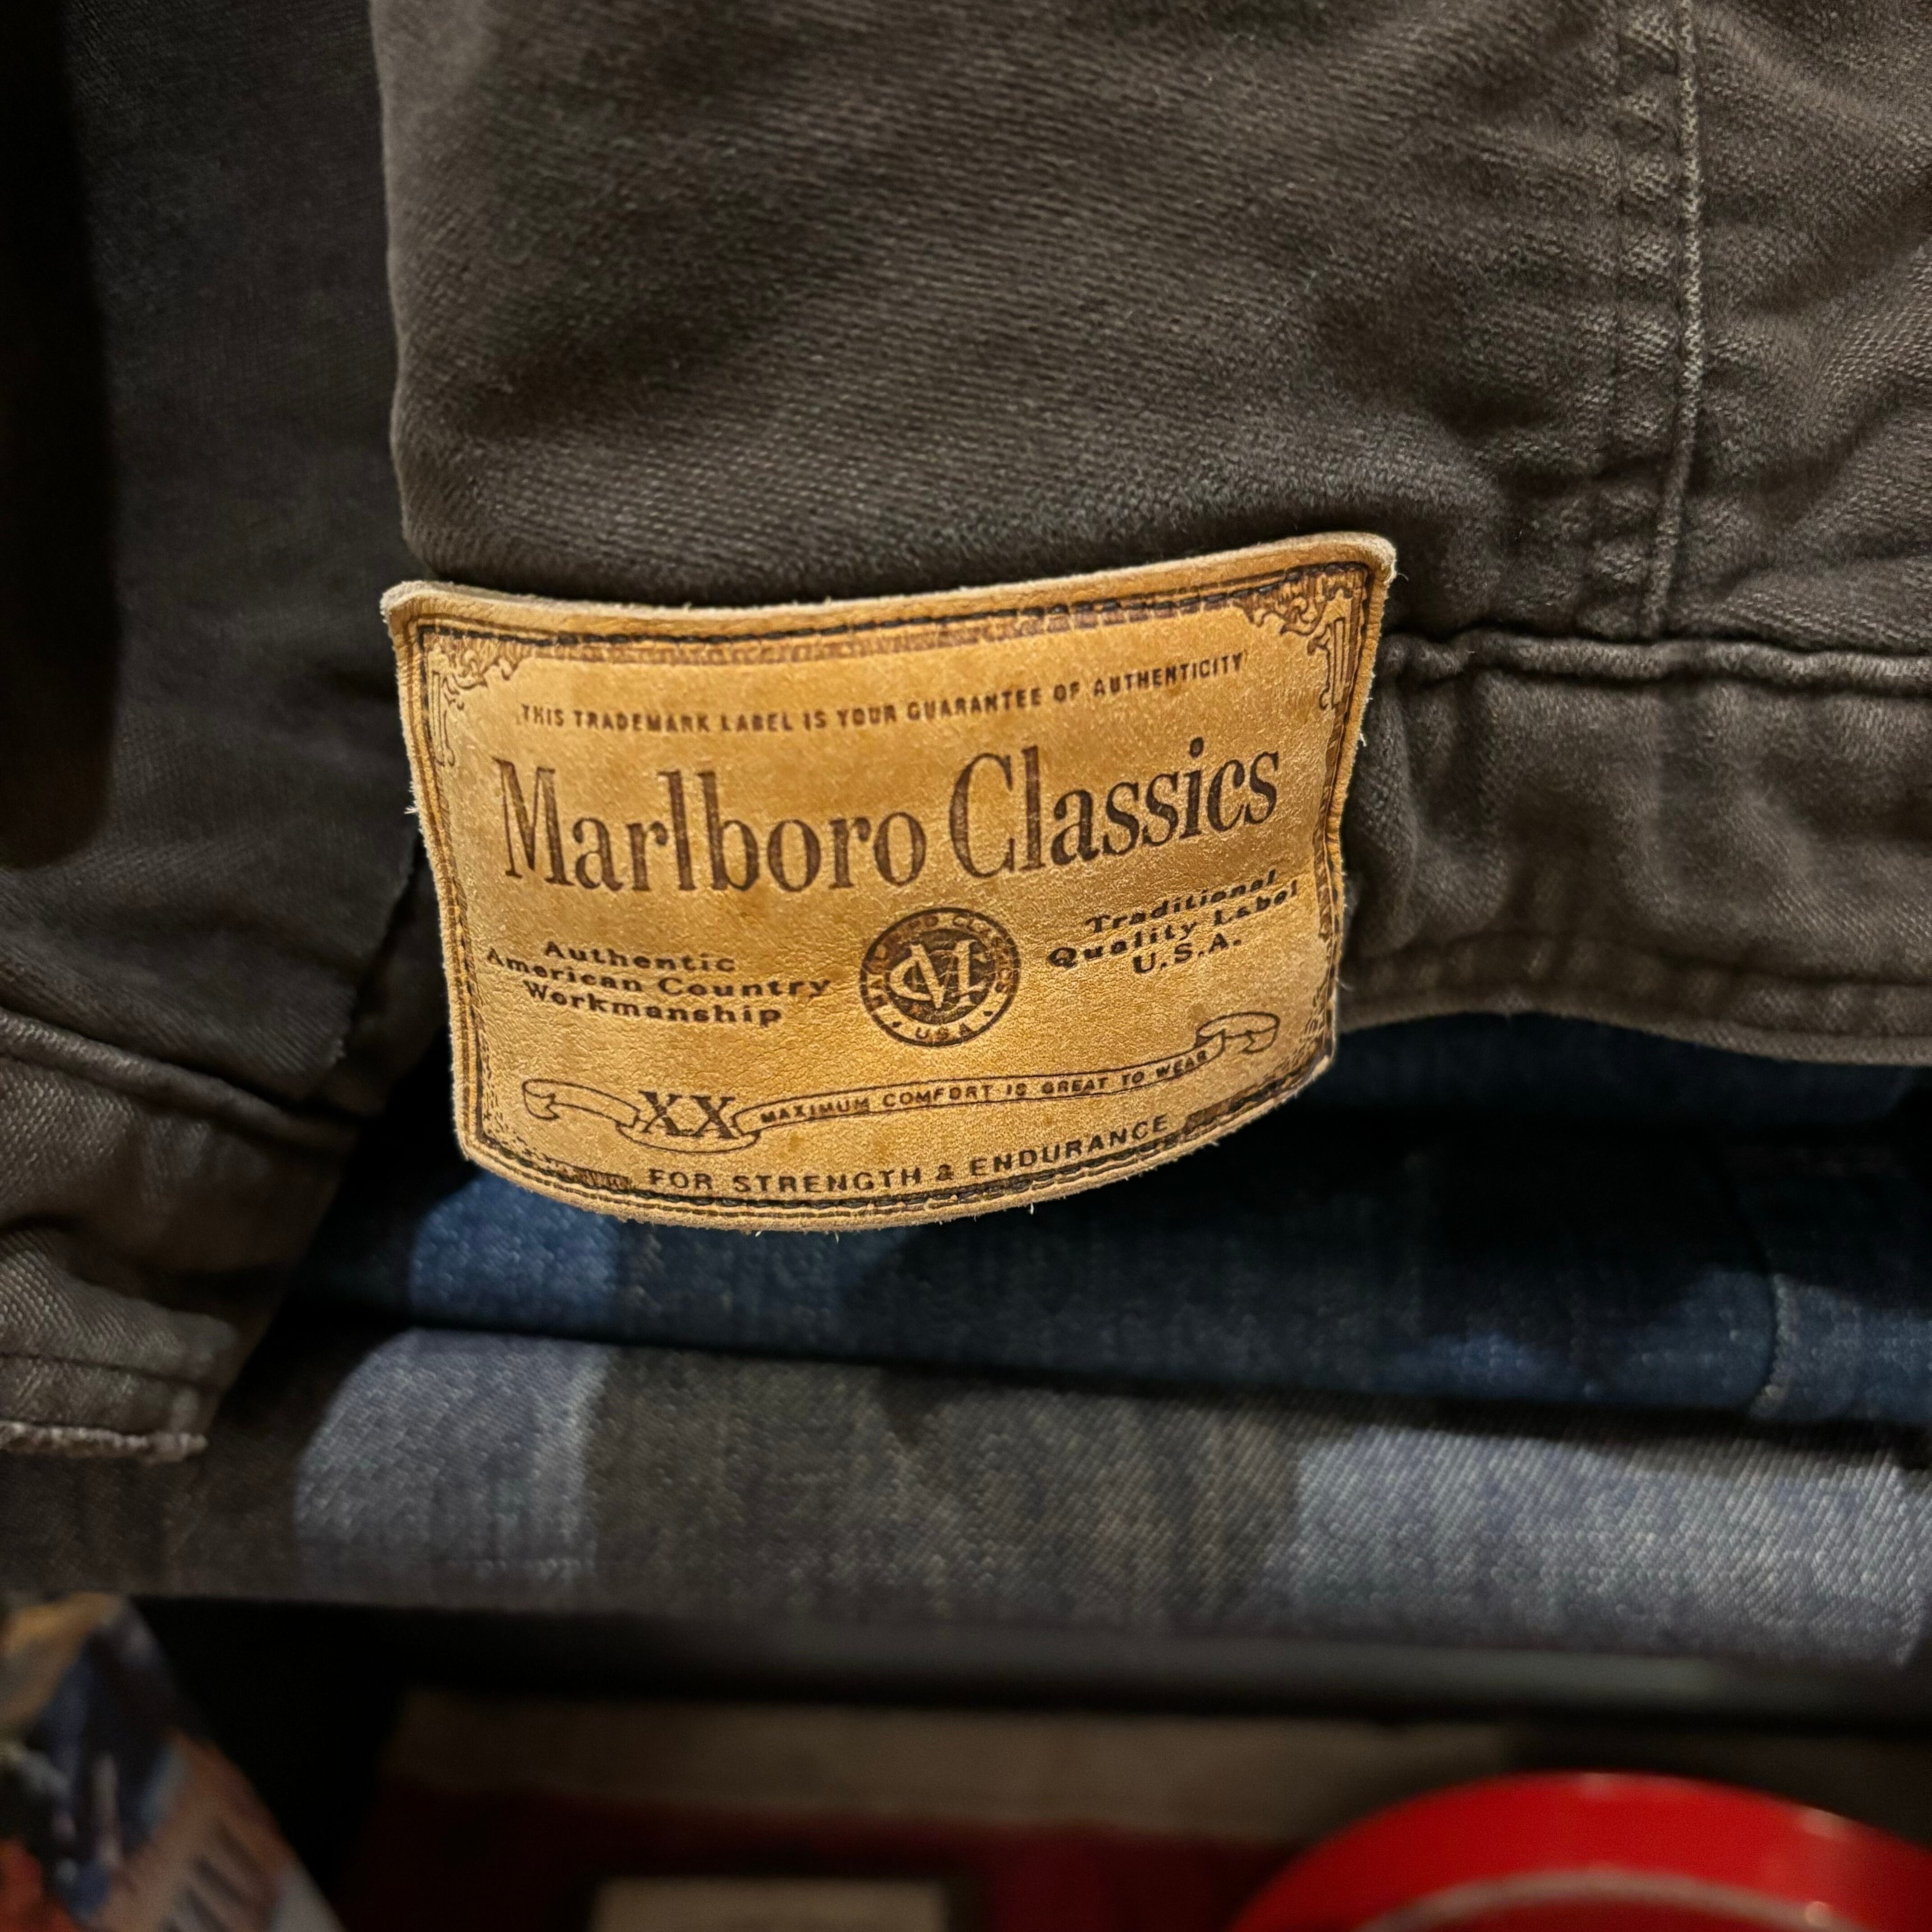 THIS TRADEMARK LABEL IS YOUR GUARANTEE OF AUTHENTICITY
Marlboro Classics
Authentic
American Country
Workmanship
U.S.A.
Traditional
Quality Label
U.S.A.
XX MAXIMUM COMFORT IS GREAT TO WEAR
FOR STRENGTH & ENDURANCE